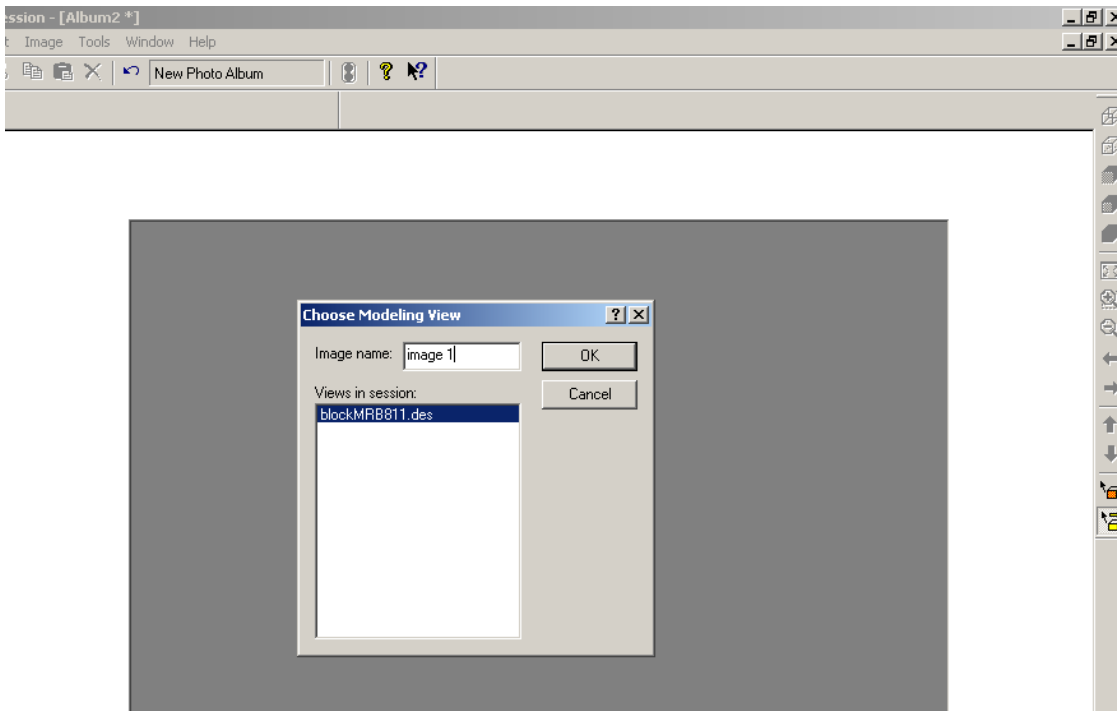 ession - [Album2 *]
t Image Tools Window Help
New Photo Album
Choose Modeling View
Image name: image 1 OK
Views in session: Cancel
blockMRB811.des